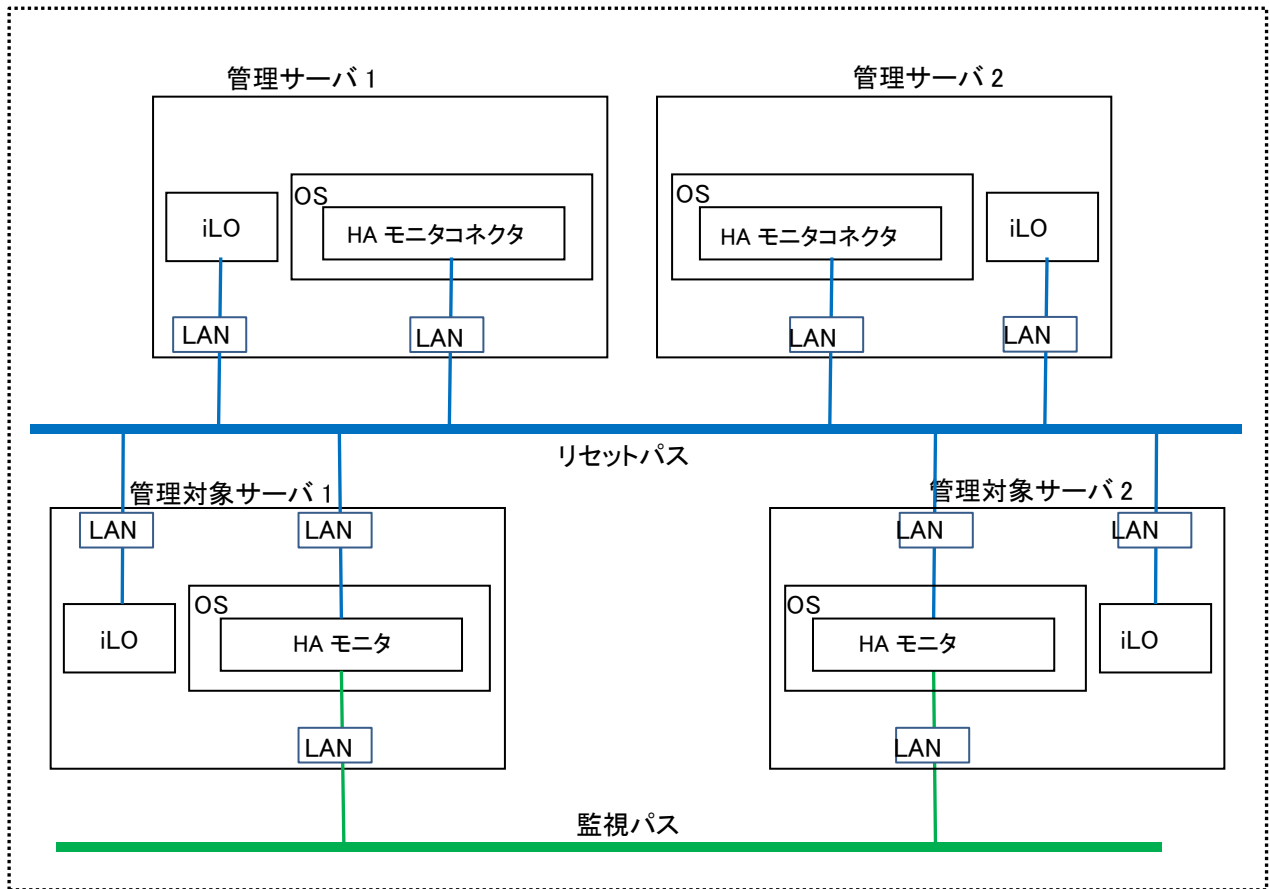 管理サーバ 1
管理サーバ 2
OS
OS
iLO
HA モニタコネクタ
HA モニタコネクタ
iLO
LAN
LAN
LAN
LAN
リセットパス
管理対象サーバ 1
管理対象サーバ 2
LAN
LAN
LAN
LAN
OS
OS
iLO
HA モニタ
HA モニタ
iLO
LAN
LAN
監視パス